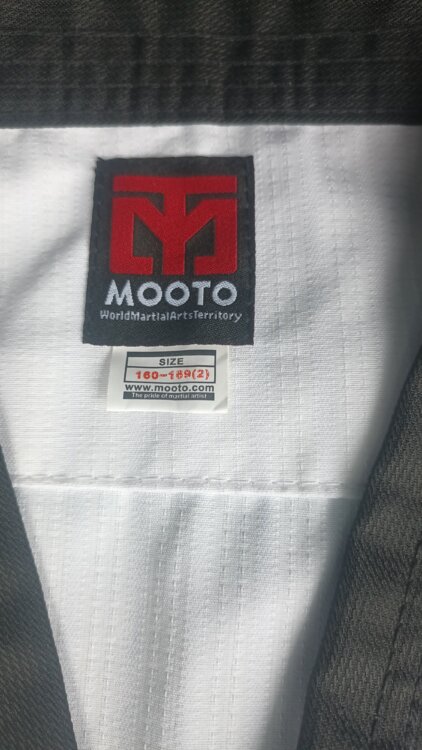 MOOTO
WorldMartialArtsTerritory
SIZE
160-169(2)
www.mooto.com
The pride of martial artist